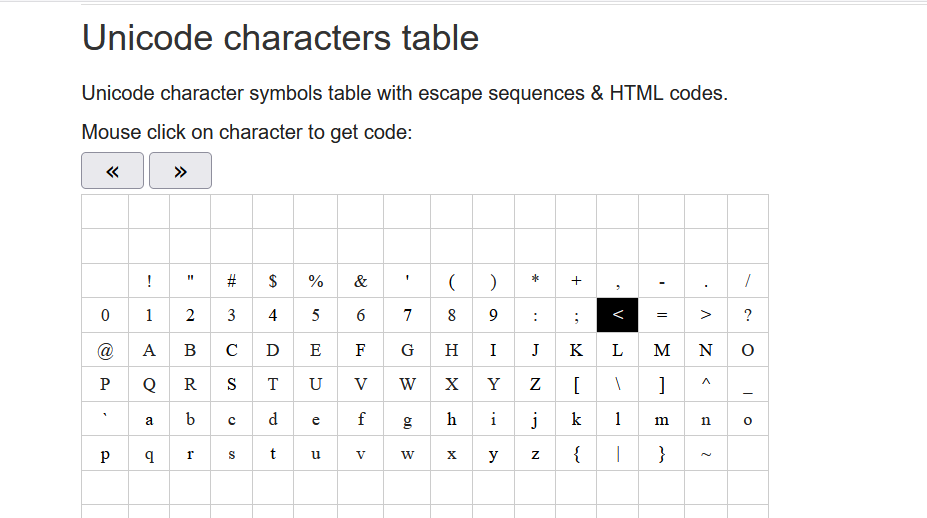 Unicode characters table
Unicode character symbols table with escape sequences & HTML codes.
Mouse click on character to get code:
« »
! " # $ % & ' ( ) * + , - . /
0 1 2 3 4 5 6 7 8 9 : ; < = > ?
@ A B C D E F G H I J K L M N O
P Q R S T U V W X Y Z [ \ ] ^ _
` a b c d e f g h i j k l m n o
p q r s t u v w x y z { | } ~